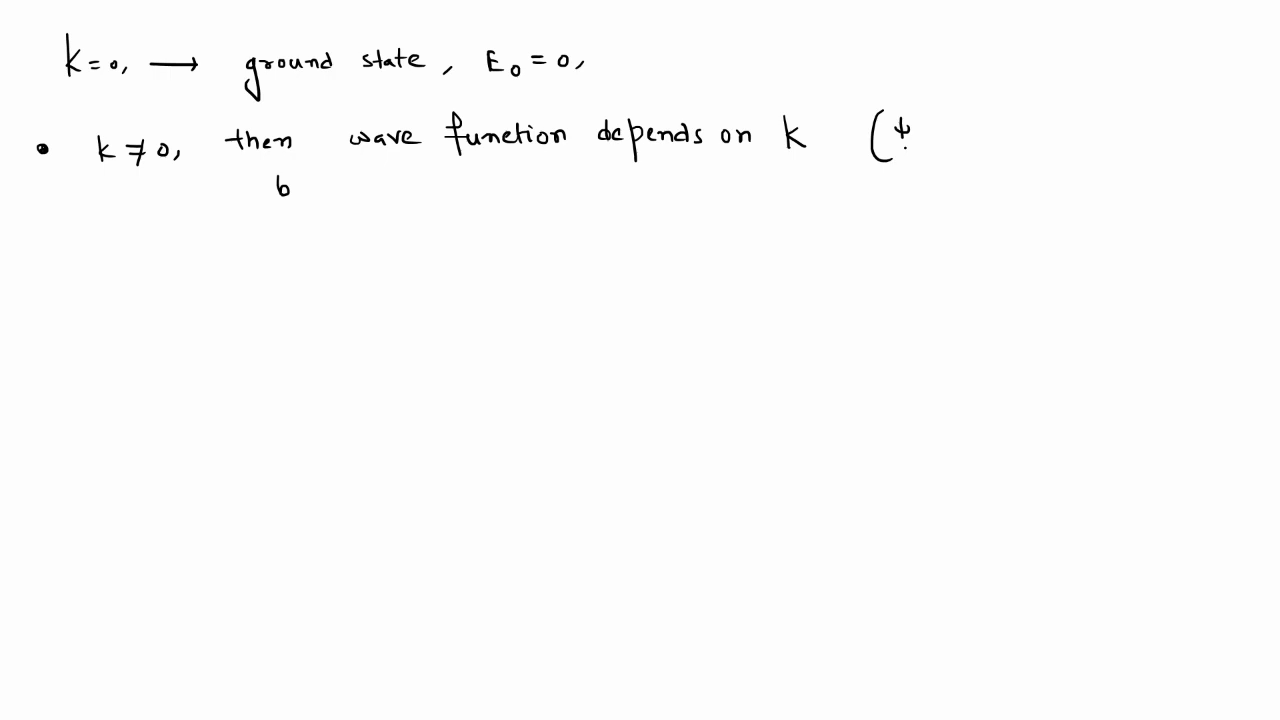 k = 0, ⟶ ground state, E₀ = 0,
• k ≠ 0, then wave function depends on k (ψ
b